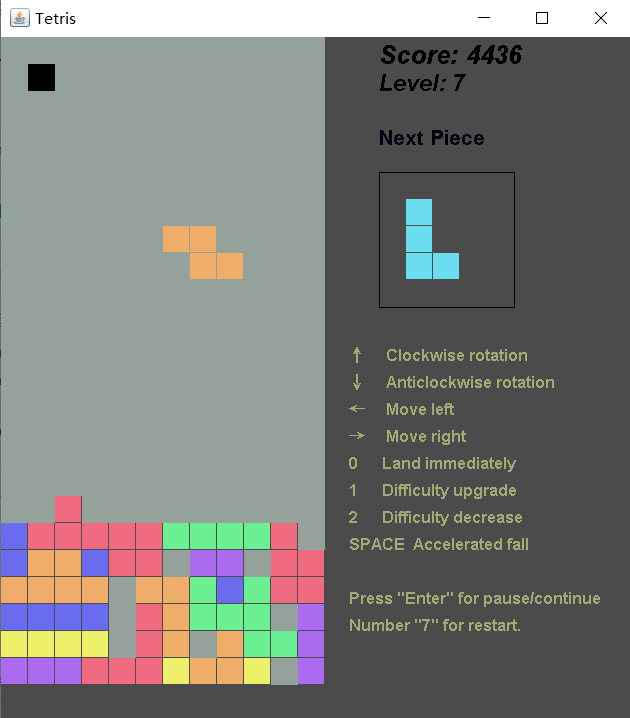 Tetris
Score: 4436
Level: 7
Next Piece
↑ Clockwise rotation
↓ Anticlockwise rotation
← Move left
→ Move right
0 Land immediately
1 Difficulty upgrade
2 Difficulty decrease
SPACE Accelerated fall
Press "Enter" for pause/continue
Number "7" for restart.